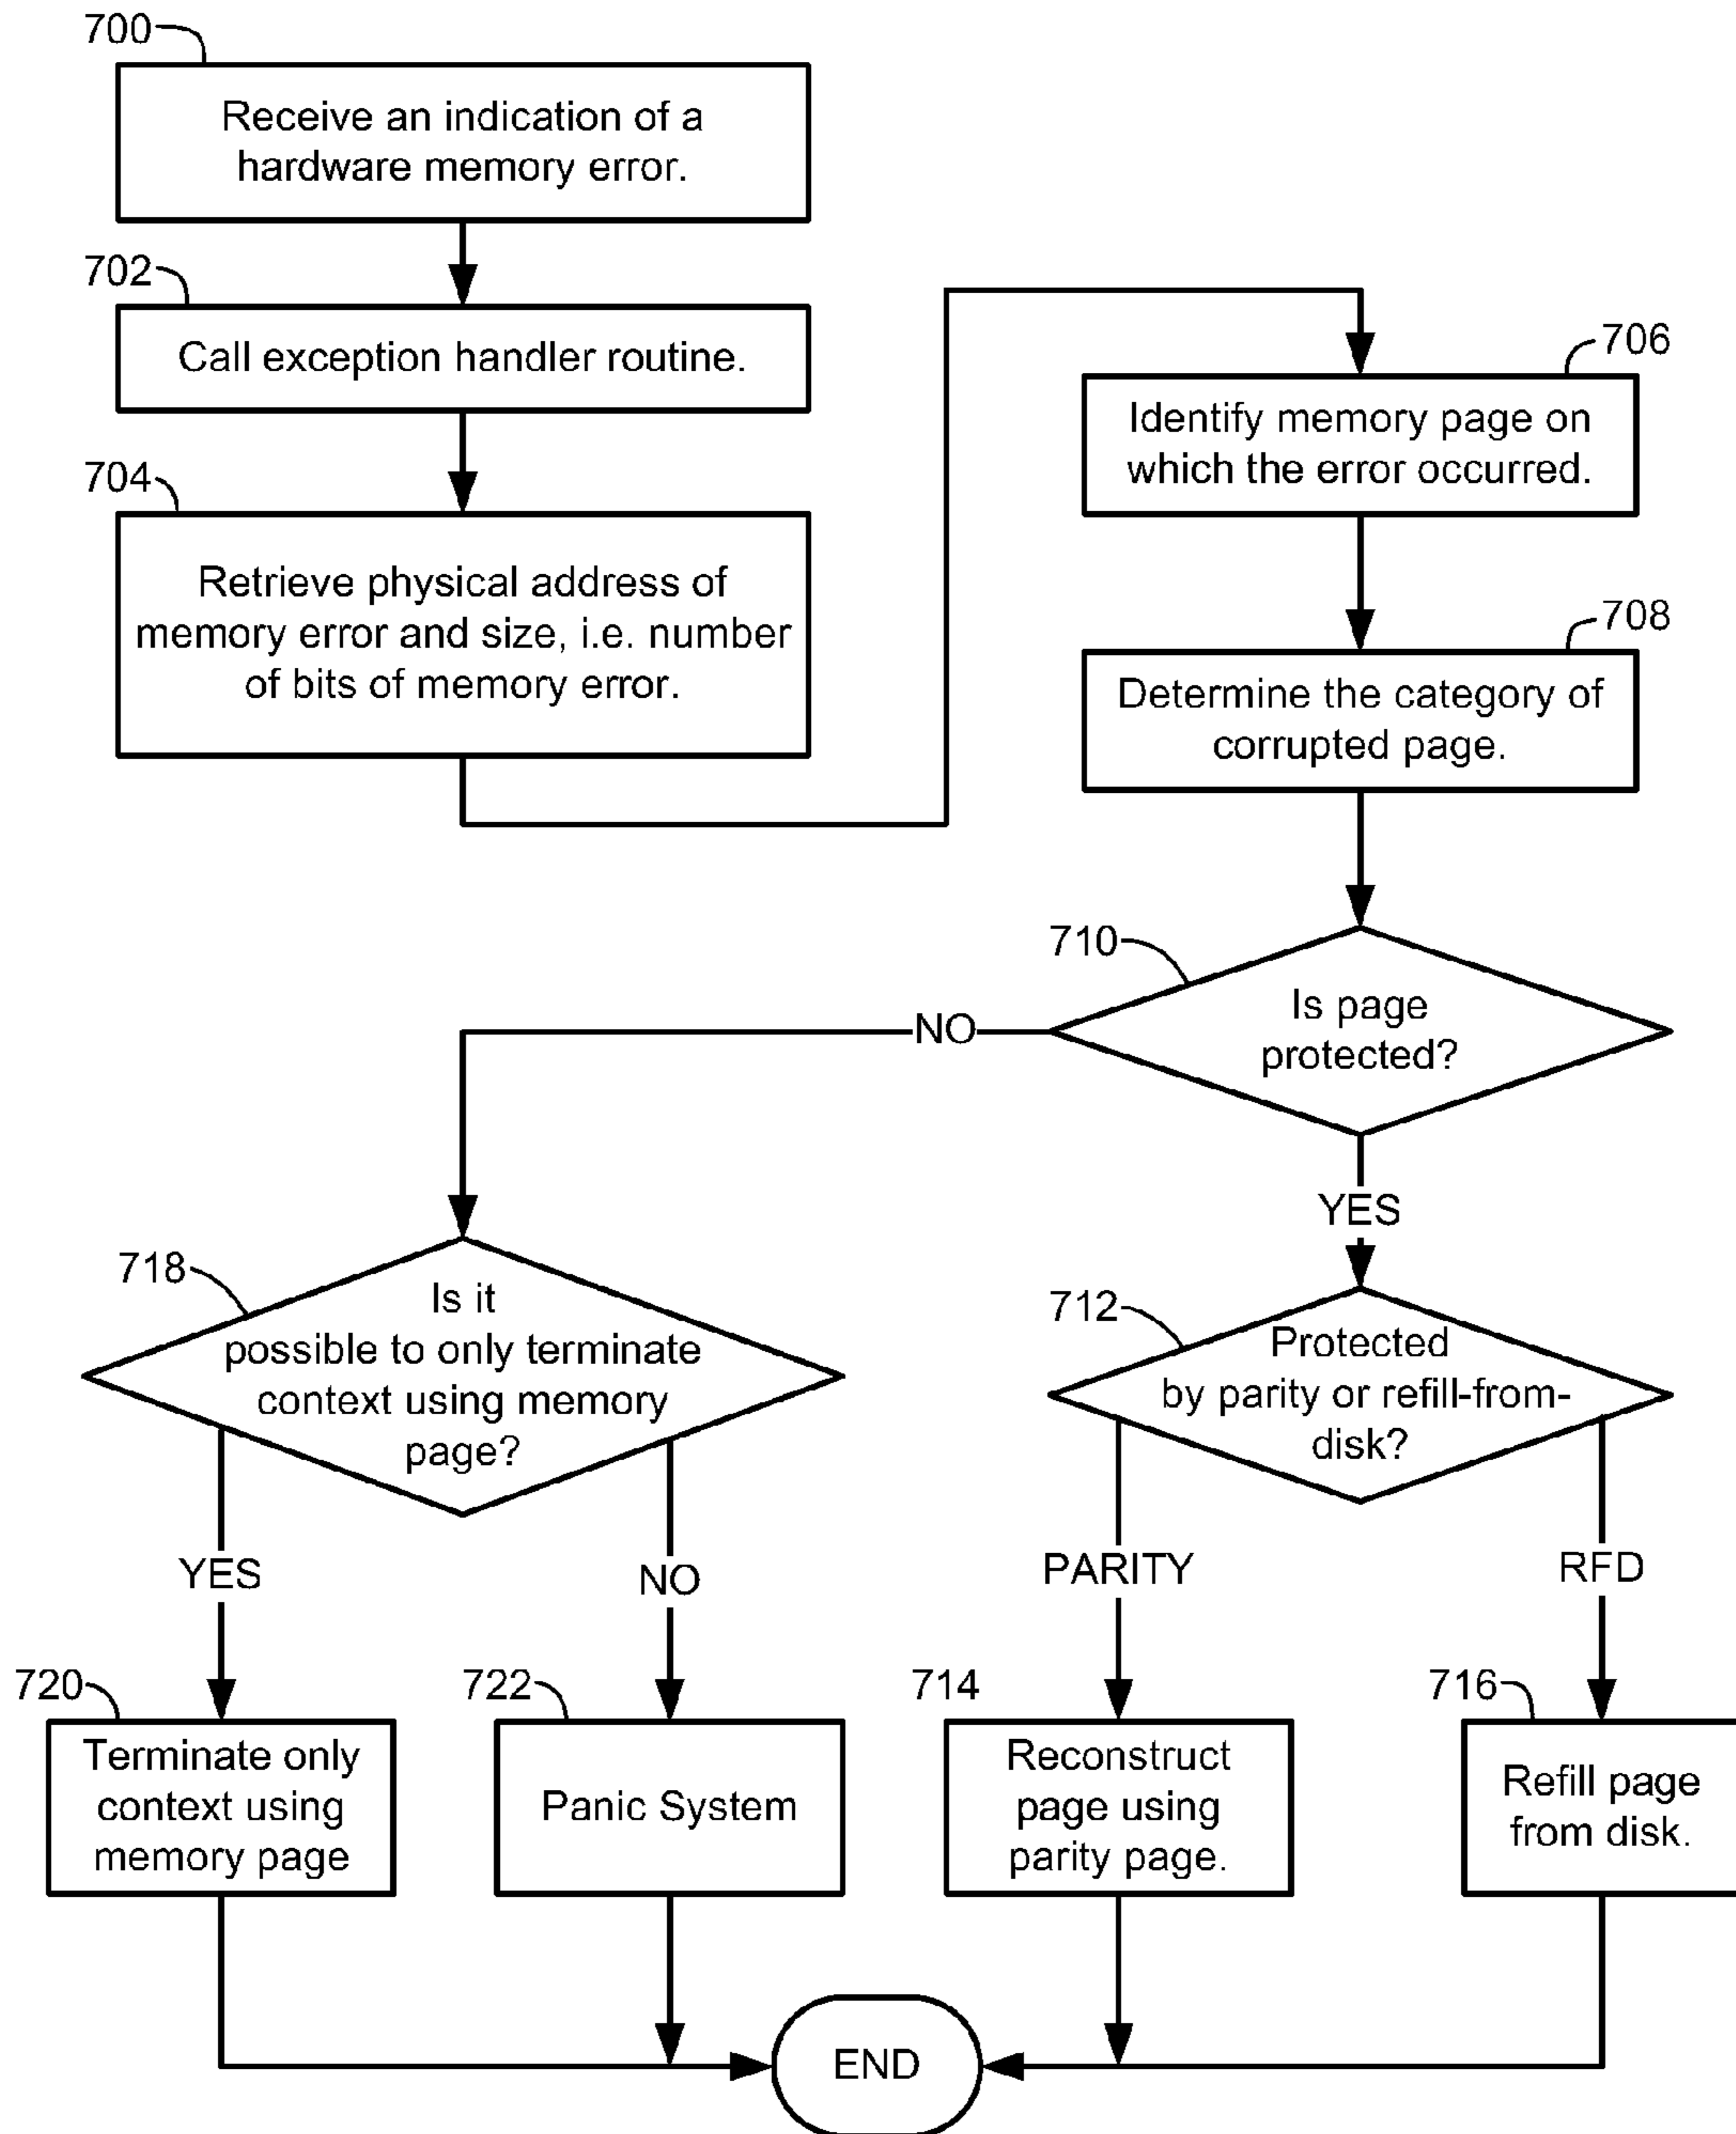 700
Receive an indication of a
hardware memory error.
702
Call exception handler routine.
704
Retrieve physical address of
memory error and size, i.e. number
of bits of memory error.
706
Identify memory page on
which the error occurred.
708
Determine the category of
corrupted page.
710
Is page
protected?
NO
YES
718
Is it
possible to only terminate
context using memory
page?
712
Protected
by parity or refill-from-
disk?
YES
NO
PARITY
RFD
720
Terminate only
context using
memory page
722
Panic System
714
Reconstruct
page using
parity page.
716
Refill page
from disk.
END